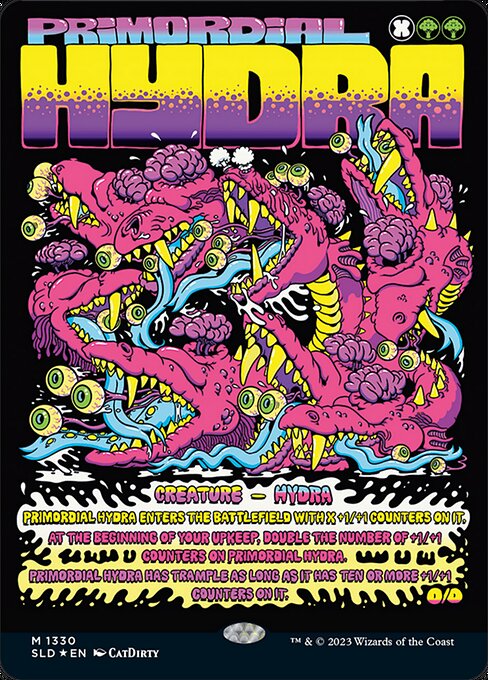 PRIMORDIAL
X
HYDRA
CREATURE – HYDRA
PRIMORDIAL HYDRA ENTERS THE BATTLEFIELD WITH X +1/+1 COUNTERS ON IT.
AT THE BEGINNING OF YOUR UPKEEP, DOUBLE THE NUMBER OF +1/+1
COUNTERS ON PRIMORDIAL HYDRA.
PRIMORDIAL HYDRA HAS TRAMPLE AS LONG AS IT HAS TEN OR MORE +1/+1
COUNTERS ON IT.
0/0
M 1330
™ & © 2023 Wizards of the Coast
SLD ★ EN CATDIRTY